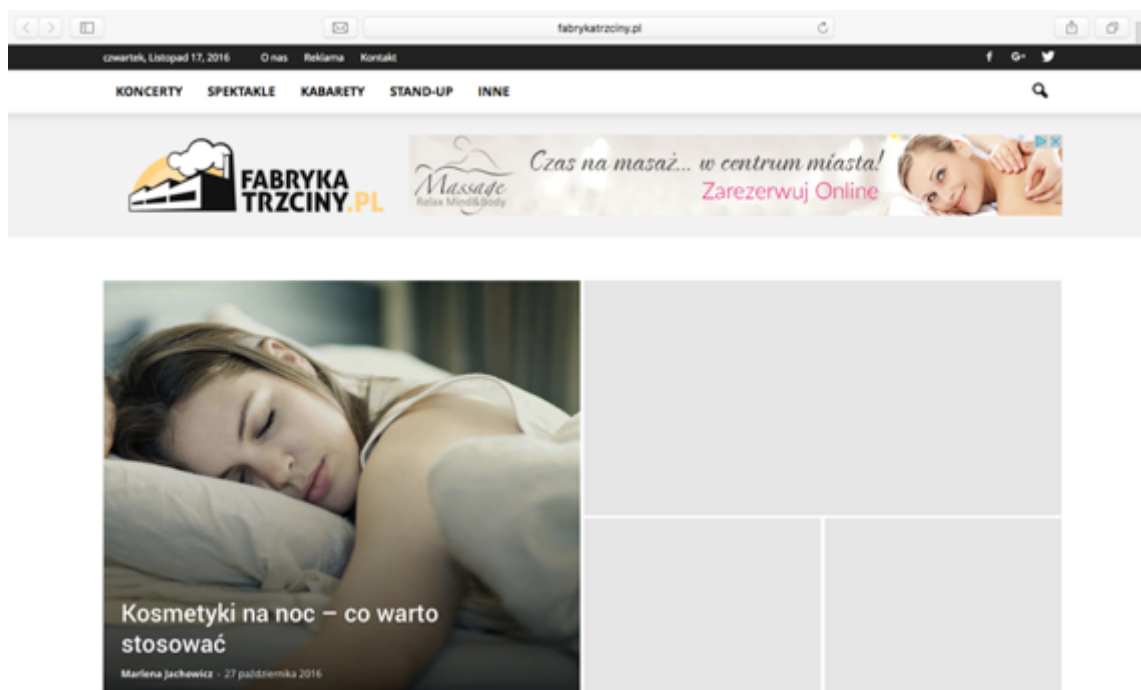 fabrykatrzciny.pl
czwartek, Listopad 17, 2016 O nas Reklama Kontakt f G+
KONCERTY SPEKTAKLE KABARETY STAND-UP INNE
FABRYKA
TRZCINY.PL
Massage
Relax Mind&Body
Czas na masaż... w centrum miasta!
Zarezerwuj Online
Kosmetyki na noc – co warto
stosować
Marlena Jachowicz - 27 października 2016